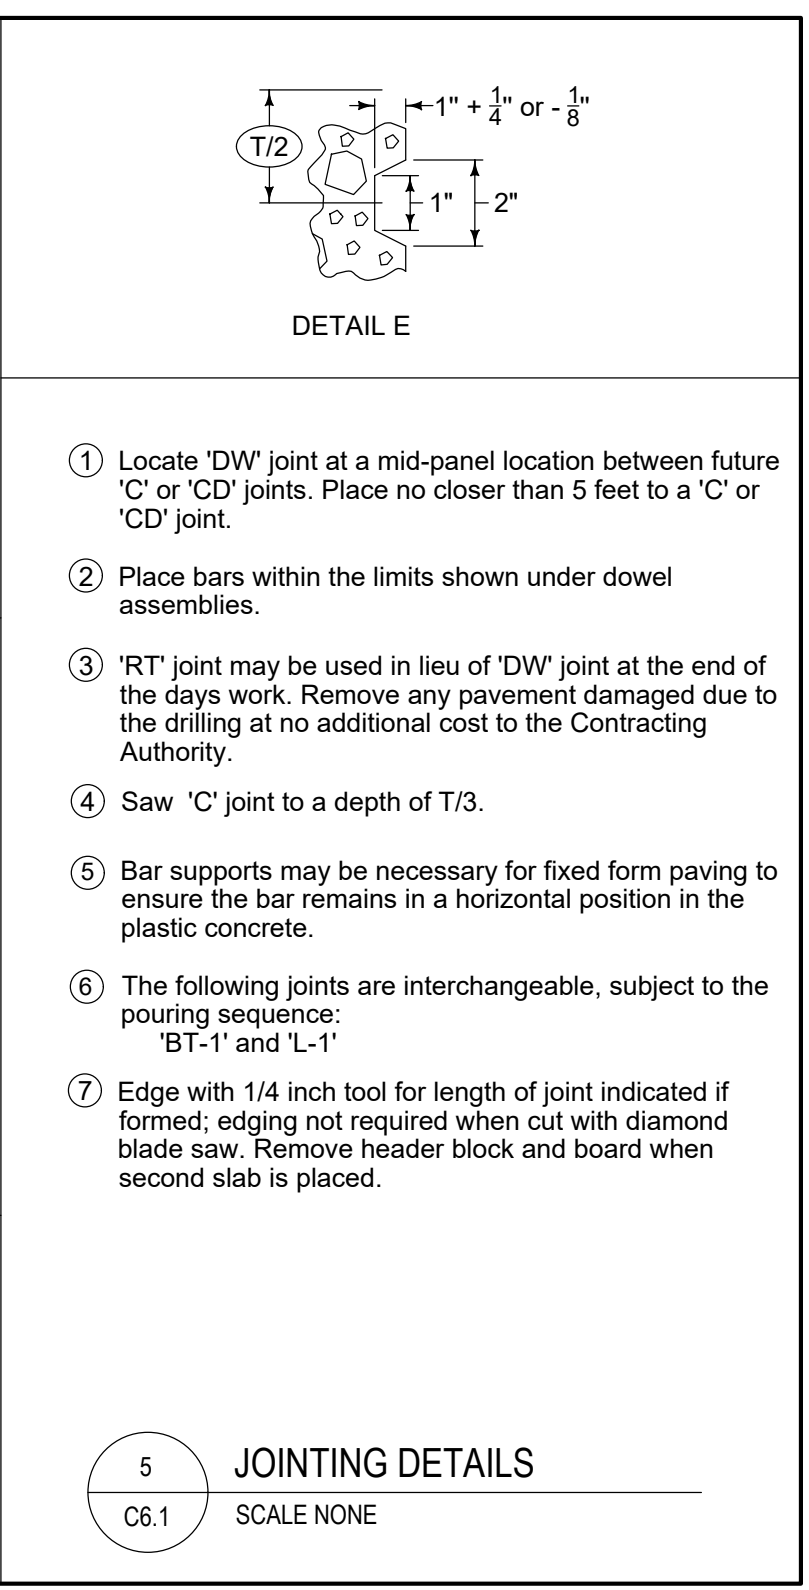 1" + 1/4" or - 1/8"
T/2
1"
2"
DETAIL E
1 Locate 'DW' joint at a mid-panel location between future
'C' or 'CD' joints. Place no closer than 5 feet to a 'C' or
'CD' joint.
2 Place bars within the limits shown under dowel
assemblies.
3 'RT' joint may be used in lieu of 'DW' joint at the end of
the days work. Remove any pavement damaged due to
the drilling at no additional cost to the Contracting
Authority.
4 Saw 'C' joint to a depth of T/3.
5 Bar supports may be necessary for fixed form paving to
ensure the bar remains in a horizontal position in the
plastic concrete.
6 The following joints are interchangeable, subject to the
pouring sequence:
'BT-1' and 'L-1'
7 Edge with 1/4 inch tool for length of joint indicated if
formed; edging not required when cut with diamond
blade saw. Remove header block and board when
second slab is placed.
5 JOINTING DETAILS
C6.1 SCALE NONE